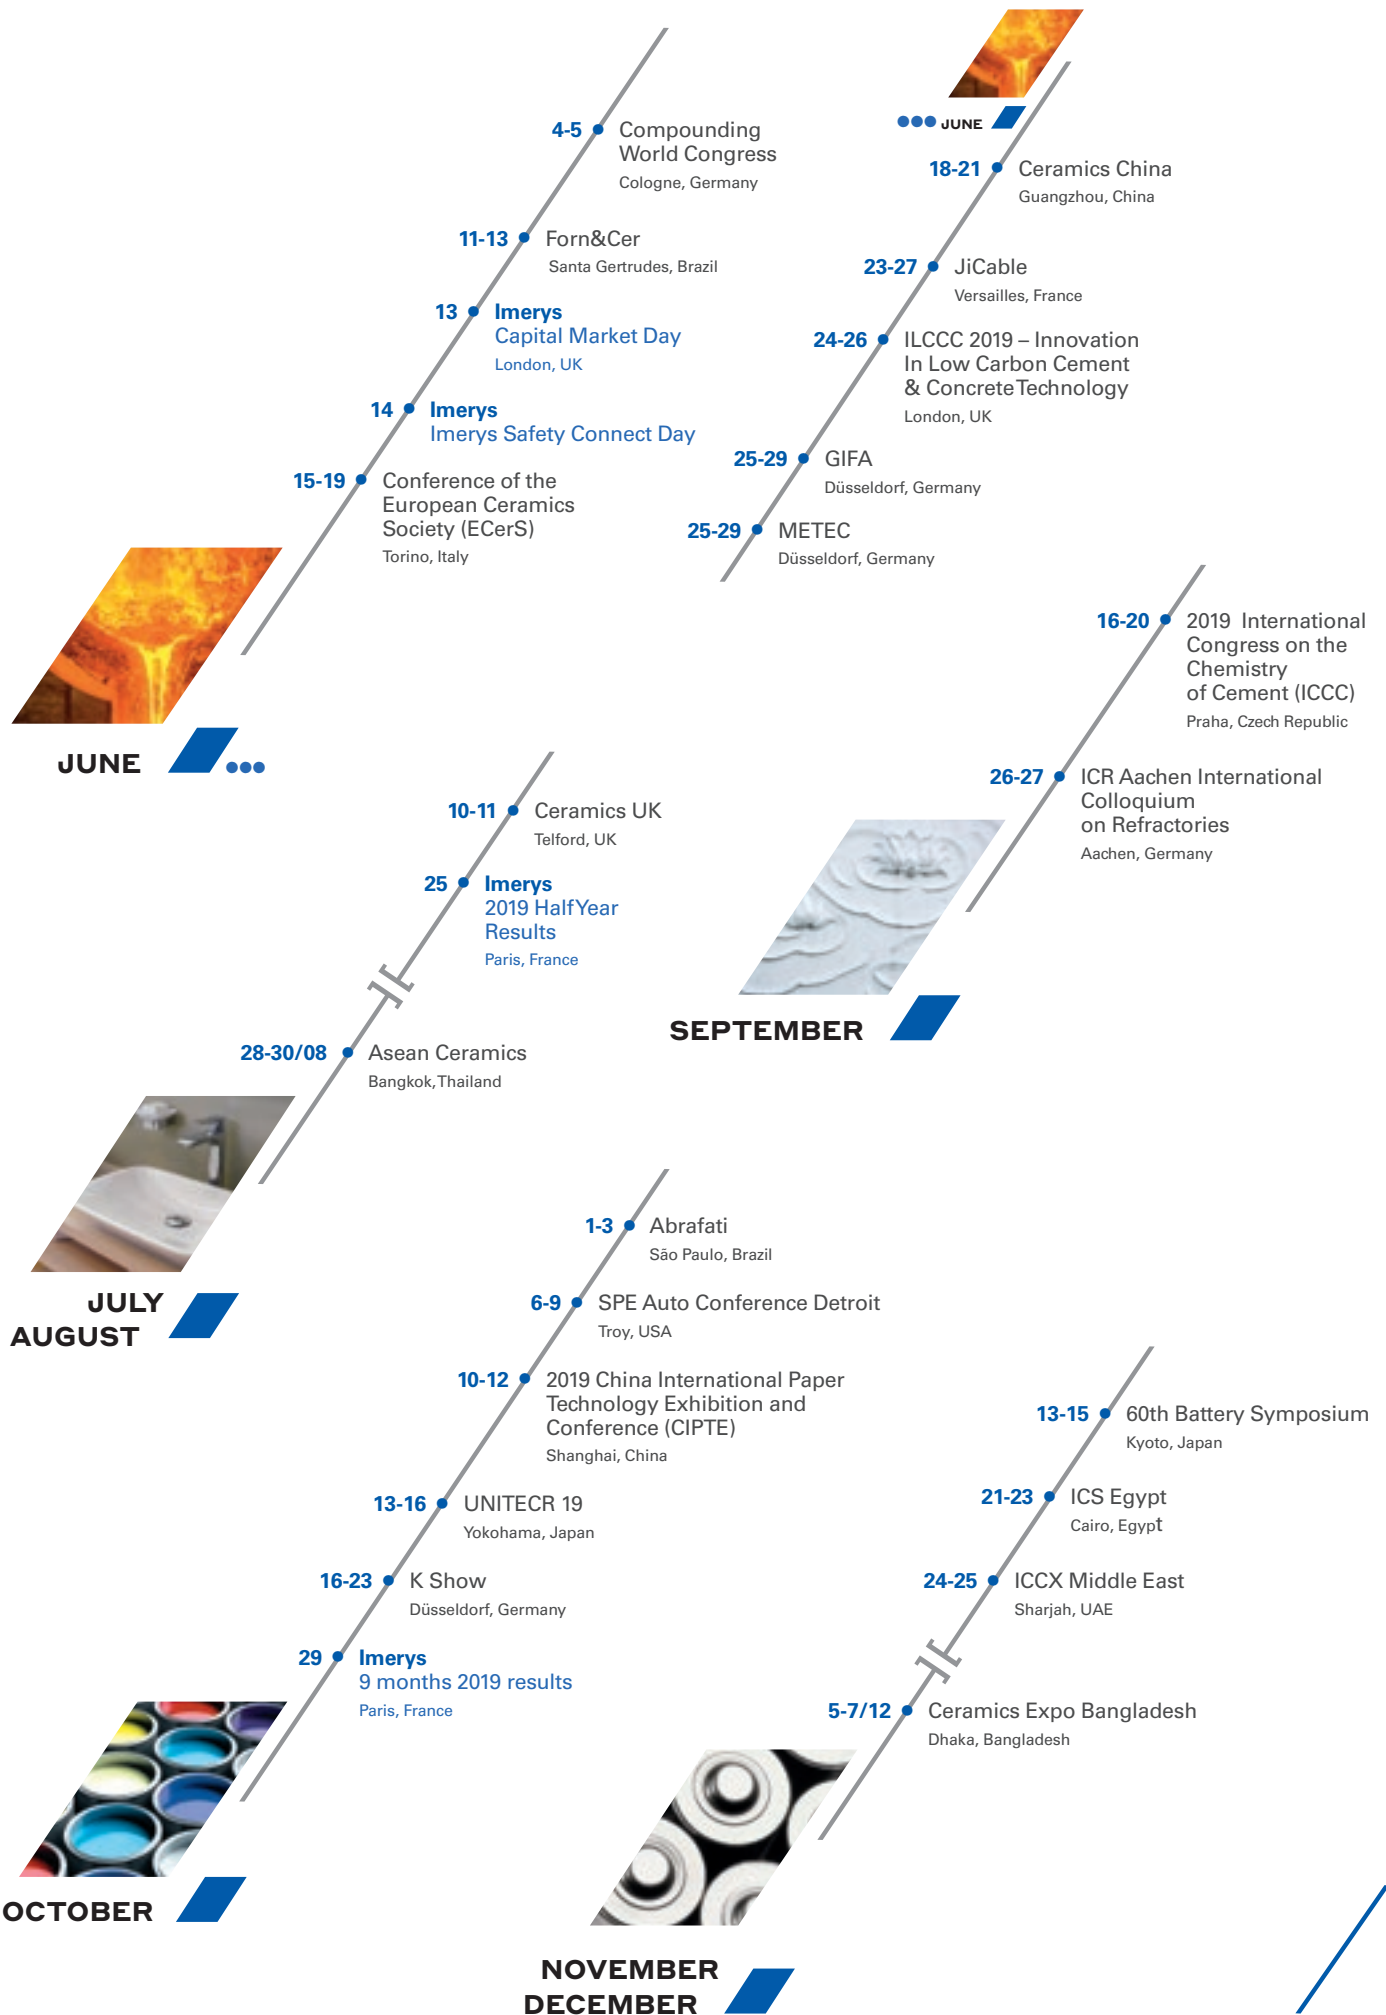 4-5
Compounding
World Congress
Cologne, Germany
11-13
Forn&Cer
Santa Gertrudes, Brazil
13
Imerys
Capital Market Day
London, UK
14
Imerys
Imerys Safety Connect Day
15-19
Conference of the
European Ceramics
Society (ECerS)
Torino, Italy
JUNE
JUNE
18-21
Ceramics China
Guangzhou, China
23-27
JiCable
Versailles, France
24-26
ILCCC 2019 – Innovation
In Low Carbon Cement
& Concrete Technology
London, UK
25-29
GIFA
Düsseldorf, Germany
25-29
METEC
Düsseldorf, Germany
10-11
Ceramics UK
Telford, UK
25
Imerys
2019 Half Year
Results
Paris, France
28-30/08
Asean Ceramics
Bangkok, Thailand
JULY
AUGUST
16-20
2019 International
Congress on the
Chemistry
of Cement (ICCC)
Praha, Czech Republic
26-27
ICR Aachen International
Colloquium
on Refractories
Aachen, Germany
SEPTEMBER
1-3
Abrafati
São Paulo, Brazil
6-9
SPE Auto Conference Detroit
Troy, USA
10-12
2019 China International Paper
Technology Exhibition and
Conference (CIPTE)
Shanghai, China
13-16
UNITECR 19
Yokohama, Japan
16-23
K Show
Düsseldorf, Germany
29
Imerys
9 months 2019 results
Paris, France
OCTOBER
13-15
60th Battery Symposium
Kyoto, Japan
21-23
ICS Egypt
Cairo, Egypt
24-25
ICCX Middle East
Sharjah, UAE
5-7/12
Ceramics Expo Bangladesh
Dhaka, Bangladesh
NOVEMBER
DECEMBER